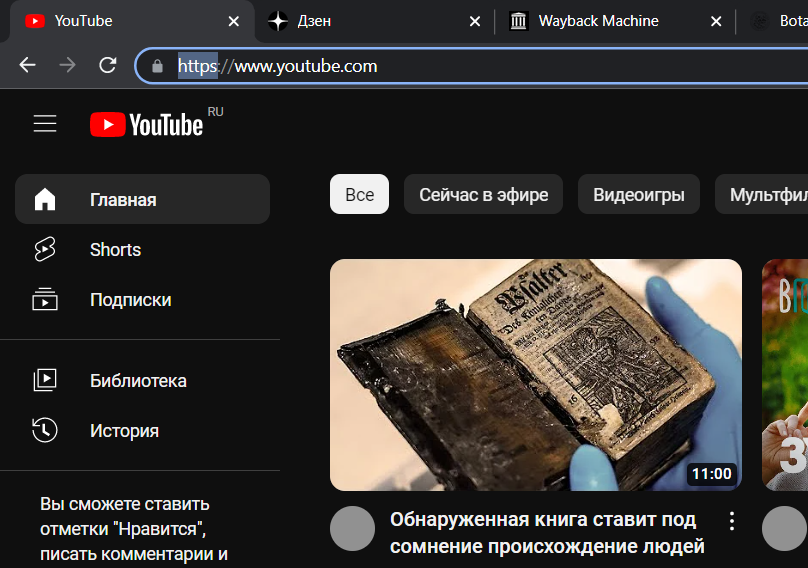 YouTube
Дзен
Wayback Machine
Bota
https://www.youtube.com
YouTube RU
Все
Сейчас в эфире
Видеоигры
Мультфил
Главная
Shorts
Подписки
Библиотека
История
Вы сможете ставить
отметки "Нравится",
писать комментарии и
Psalter
Des Königlichen
11:00
Обнаруженная книга ставит под
сомнение происхождение людей